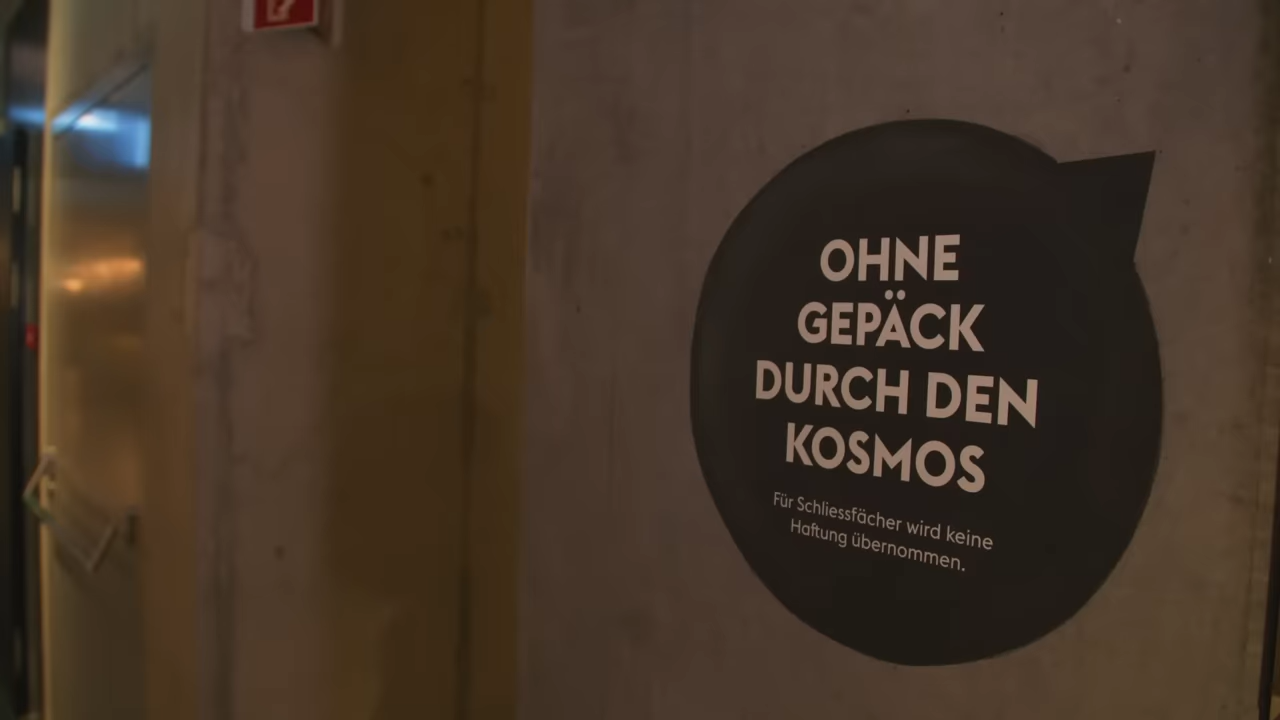 OHNE
GEPÄCK
DURCH DEN
KOSMOS
Für Schliessfächer wird keine
Haftung übernommen.